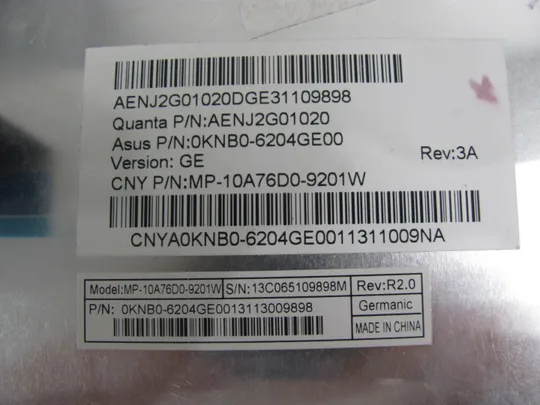 AENJ2G01020DGE31109898
Quanta P/N:AENJ2G01020
Asus P/N:0KNB0-6204GE00
Version: GE Rev:3A
CNY P/N:MP-10A76D0-9201W
CNYA0KNB0-6204GE0011311009NA
Model:MP-10A76D0-9201W S/N:13C065109898M Rev:R2.0
P/N: 0KNB0-6204GE0013113009898 Germanic
MADE IN CHINA